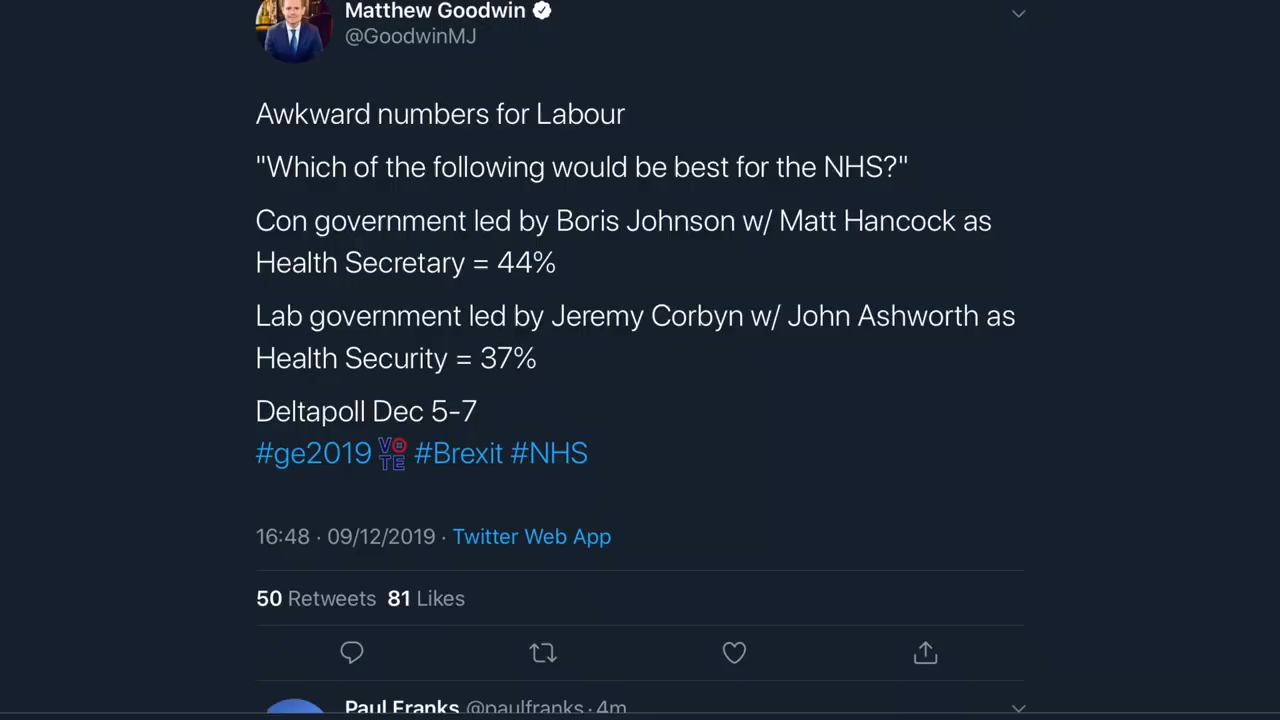 Matthew Goodwin
@GoodwinMJ
Awkward numbers for Labour
"Which of the following would be best for the NHS?"
Con government led by Boris Johnson w/ Matt Hancock as
Health Secretary = 44%
Lab government led by Jeremy Corbyn w/ John Ashworth as
Health Security = 37%
Deltapoll Dec 5-7
#ge2019 VOTE #Brexit #NHS
16:48 · 09/12/2019 · Twitter Web App
50 Retweets 81 Likes
Paul Franks @paulfranks · 4m